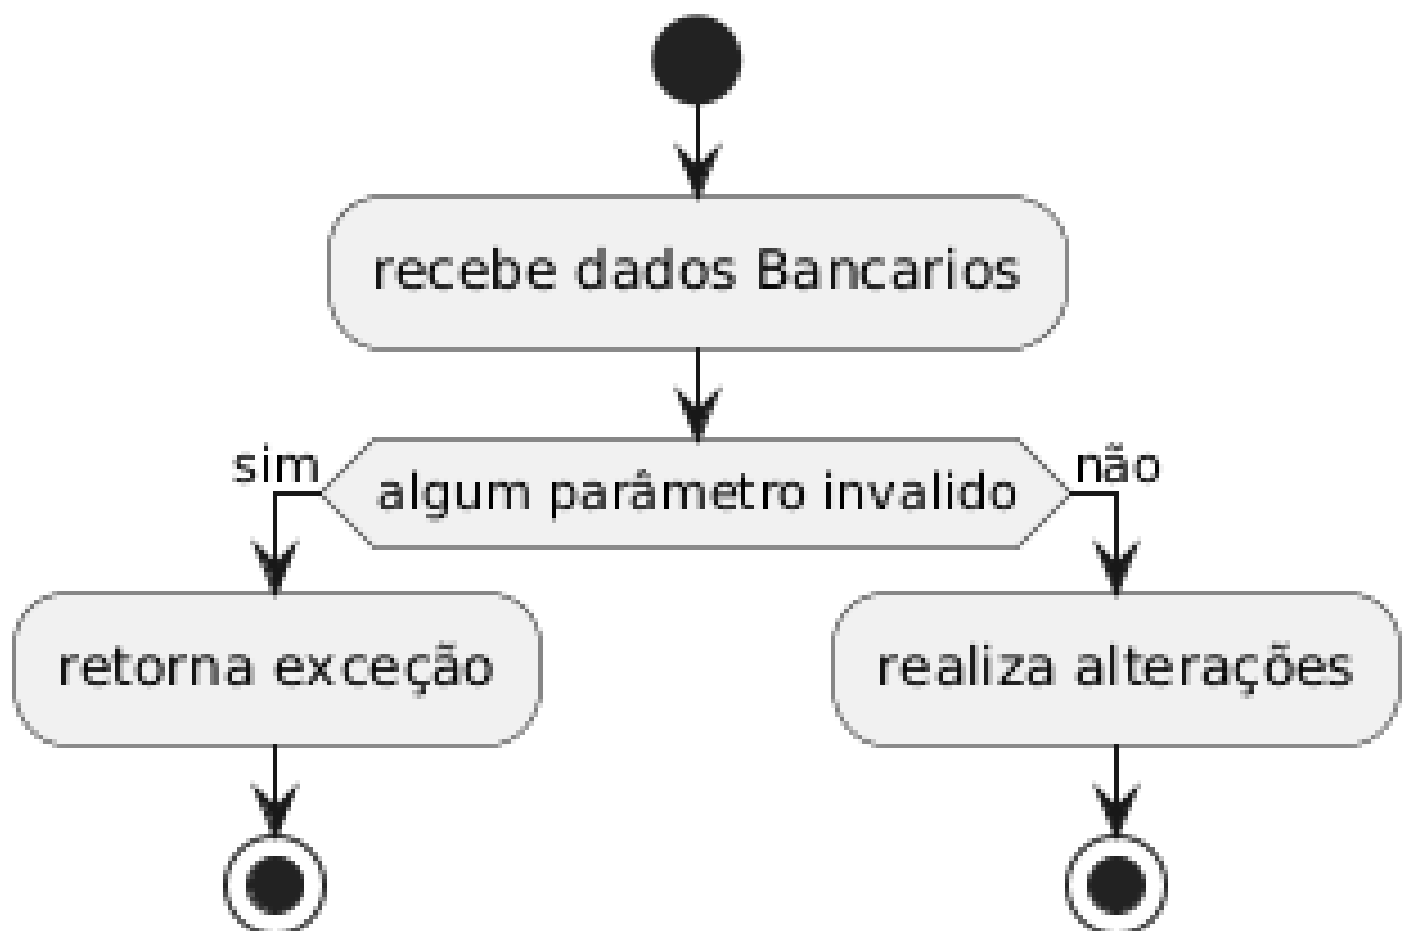 recebe dados Bancarios
sim
algum parâmetro invalido
não
retorna exceção
realiza alterações